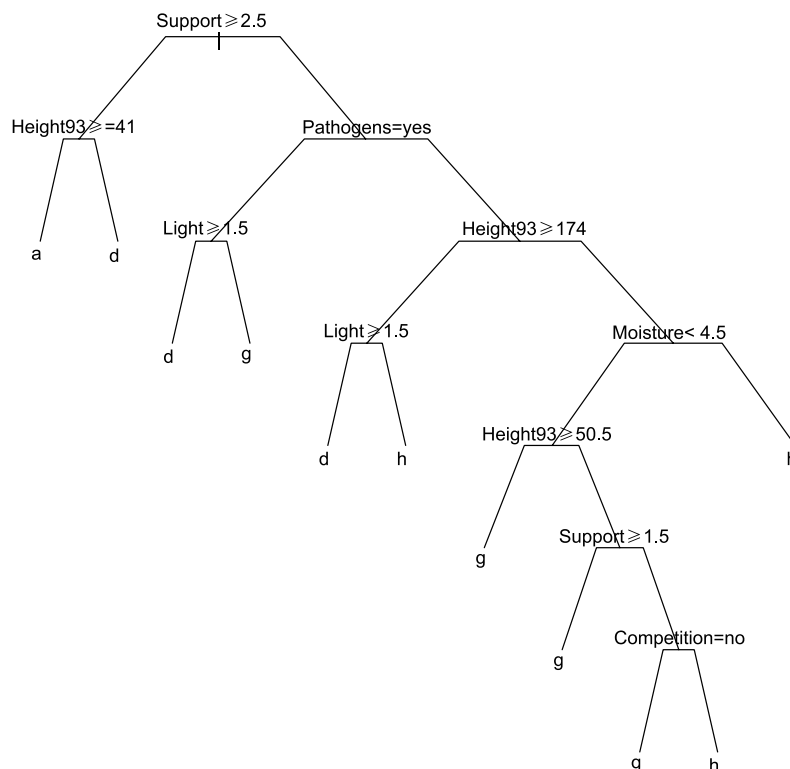 Support≥2.5
Height93≥=41
Pathogens=yes
a
d
Light≥1.5
Height93≥174
d
g
Light≥1.5
Moisture< 4.5
d
h
Height93≥50.5
h
g
Support≥1.5
g
Competition=no
g
h